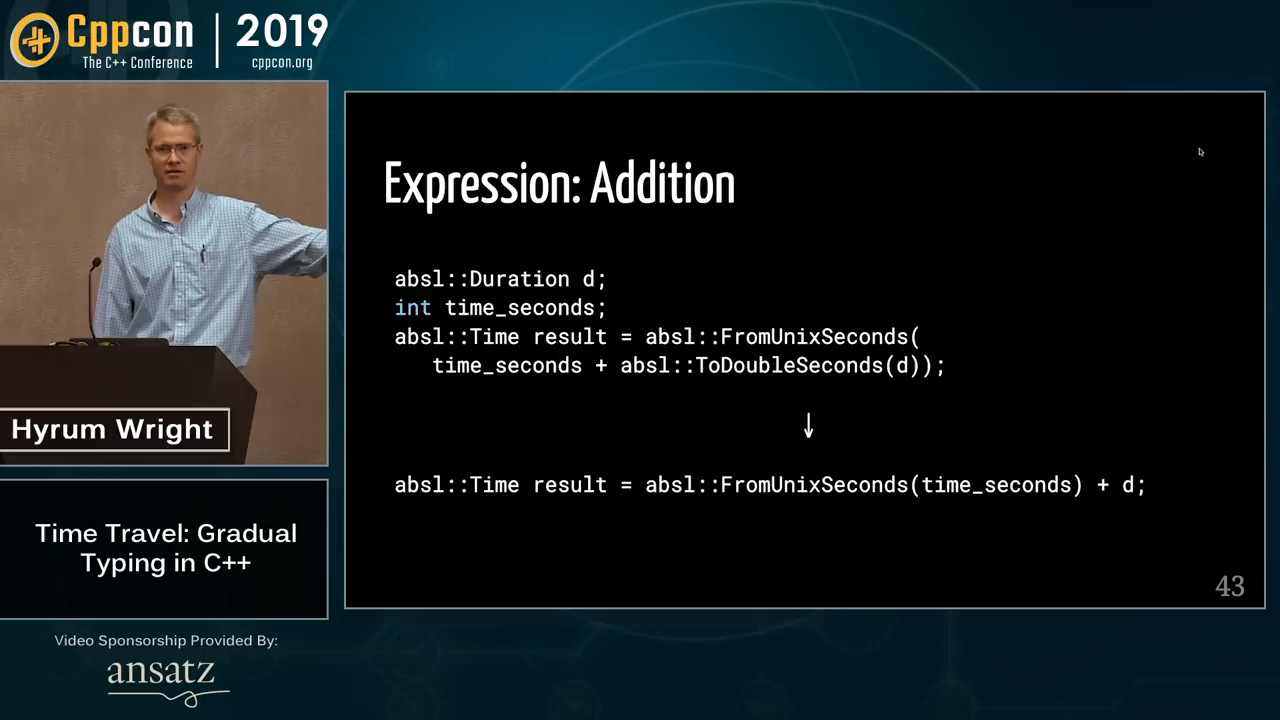 Cppcon
The C++ Conference
2019
cppcon.org
Expression: Addition
absl::Duration d;
int time_seconds;
absl::Time result = absl::FromUnixSeconds(
time_seconds + absl::ToDoubleSeconds(d));
↓
absl::Time result = absl::FromUnixSeconds(time_seconds) + d;
43
Hyrum Wright
Time Travel: Gradual
Typing in C++
Video Sponsorship Provided By:
ansatz